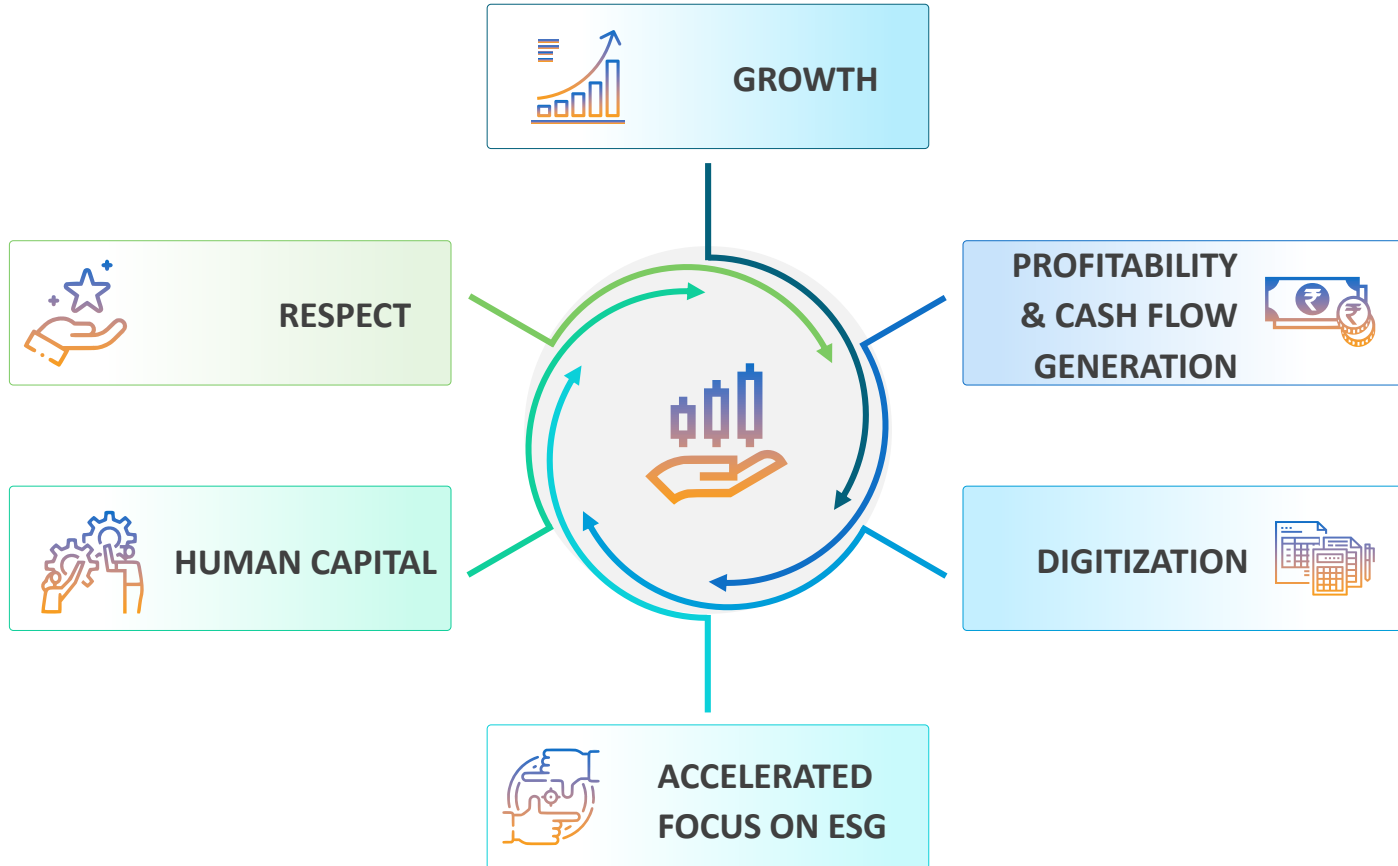 GROWTH
PROFITABILITY
& CASH FLOW
GENERATION
DIGITIZATION
ACCELERATED
FOCUS ON ESG
HUMAN CAPITAL
RESPECT
₹
₹